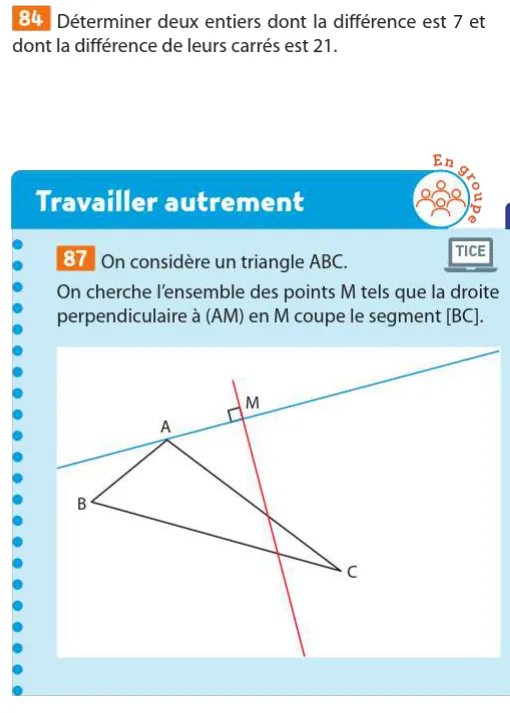 84 Déterminer deux entiers dont la différence est 7 et
dont la différence de leurs carrés est 21.
En groupe
Travailler autrement
TICE
87 On considère un triangle ABC.
On cherche l’ensemble des points M tels que la droite
perpendiculaire à (AM) en M coupe le segment [BC].
M
A
B
C